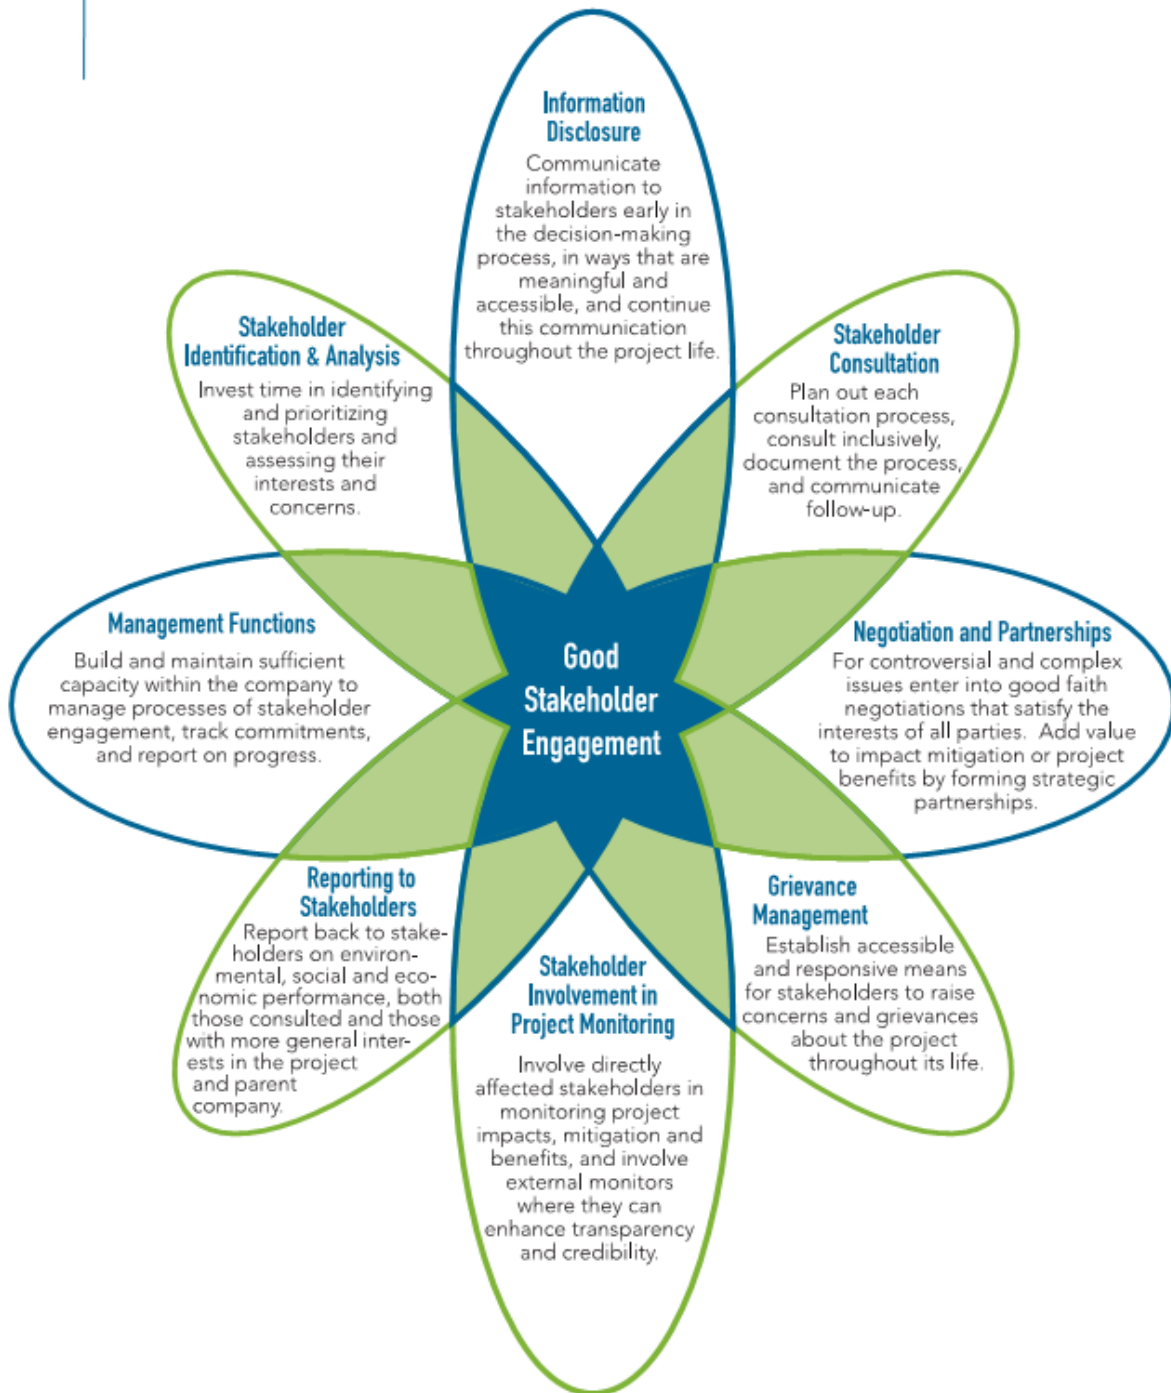 Information
Disclosure
Communicate
information to
stakeholders early in
the decision-making
process, in ways that are
meaningful and
accessible, and continue
this communication
throughout the project life.
Stakeholder
Identification & Analysis
Invest time in identifying
and prioritizing
stakeholders and
assessing their
interests and
concerns.
Stakeholder
Consultation
Plan out each
consultation process,
consult inclusively,
document the process,
and communicate
follow-up.
Management Functions
Build and maintain sufficient
capacity within the company to
manage processes of stakeholder
engagement, track commitments,
and report on progress.
Good
Stakeholder
Engagement
Negotiation and Partnerships
For controversial and complex
issues enter into good faith
negotiations that satisfy the
interests of all parties. Add value
to impact mitigation or project
benefits by forming strategic
partnerships.
Reporting to
Stakeholders
Report back to stake-
holders on environ-
mental, social and eco-
nomic performance, both
those consulted and those
with more general inter-
ests in the project
and parent
company.
Stakeholder
Involvement in
Project Monitoring
Involve directly
affected stakeholders in
monitoring project
impacts, mitigation and
benefits, and involve
external monitors
where they can
enhance transparency
and credibility.
Grievance
Management
Establish accessible
and responsive means
for stakeholders to raise
concerns and grievances
about the project
throughout its life.